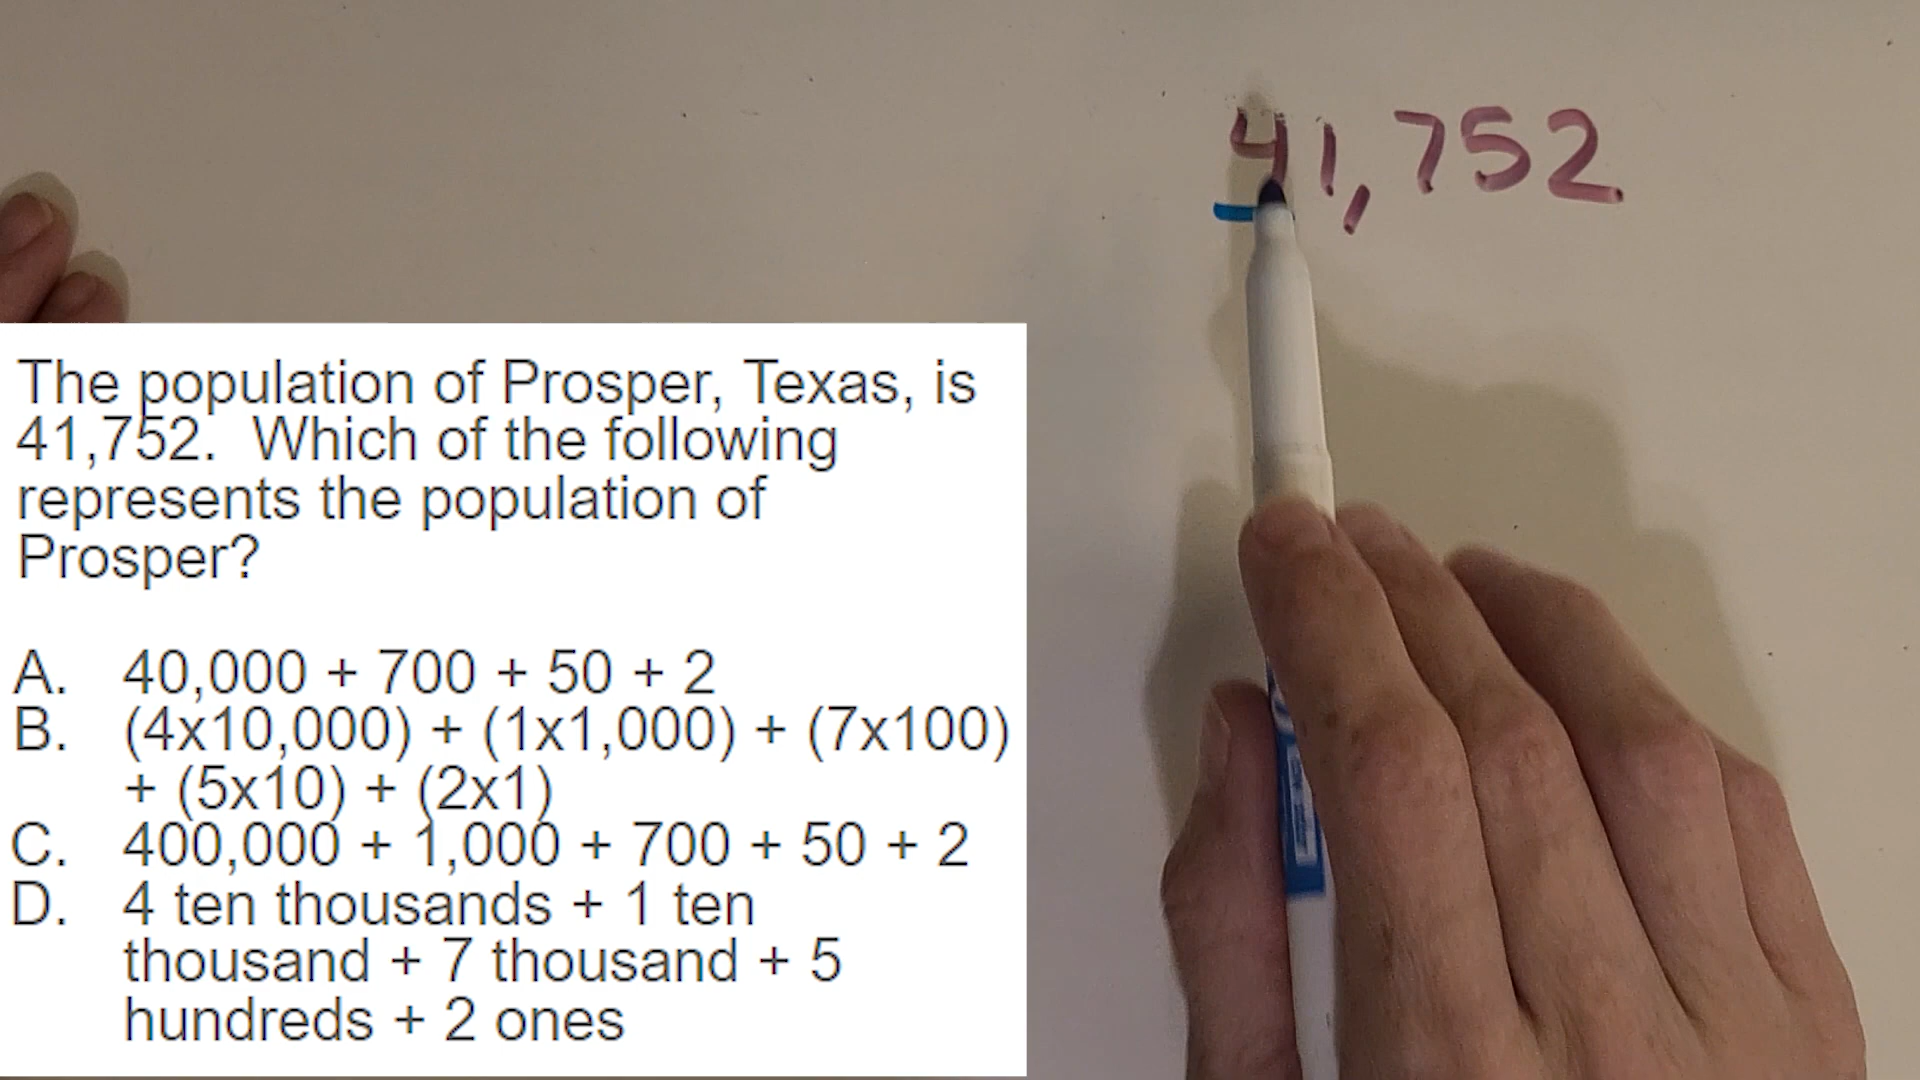 41,752
The population of Prosper, Texas, is
41,752. Which of the following
represents the population of
Prosper?
A. 40,000 + 700 + 50 + 2
B. (4x10,000) + (1x1,000) + (7x100)
+ (5x10) + (2x1)
C. 400,000 + 1,000 + 700 + 50 + 2
D. 4 ten thousands + 1 ten
thousand + 7 thousand + 5
hundreds + 2 ones